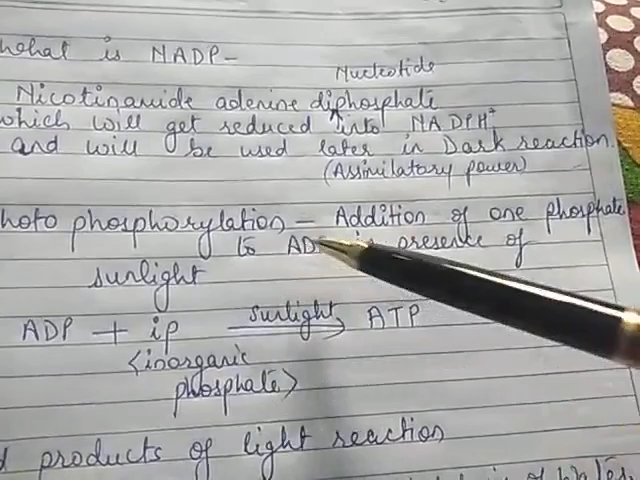 what is NADP-
Nucleotide
Nicotinamide adenine diphosphate
which will get reduced into NADPH+
and will be used later in Dark reaction.
(Assimilatory power)
hoto phosphorylation - Addition of one phosphate
to AD presence of
sunlight
ADP + ip sunlight ATP
<inorganic
phosphate>
d products of light reaction
of